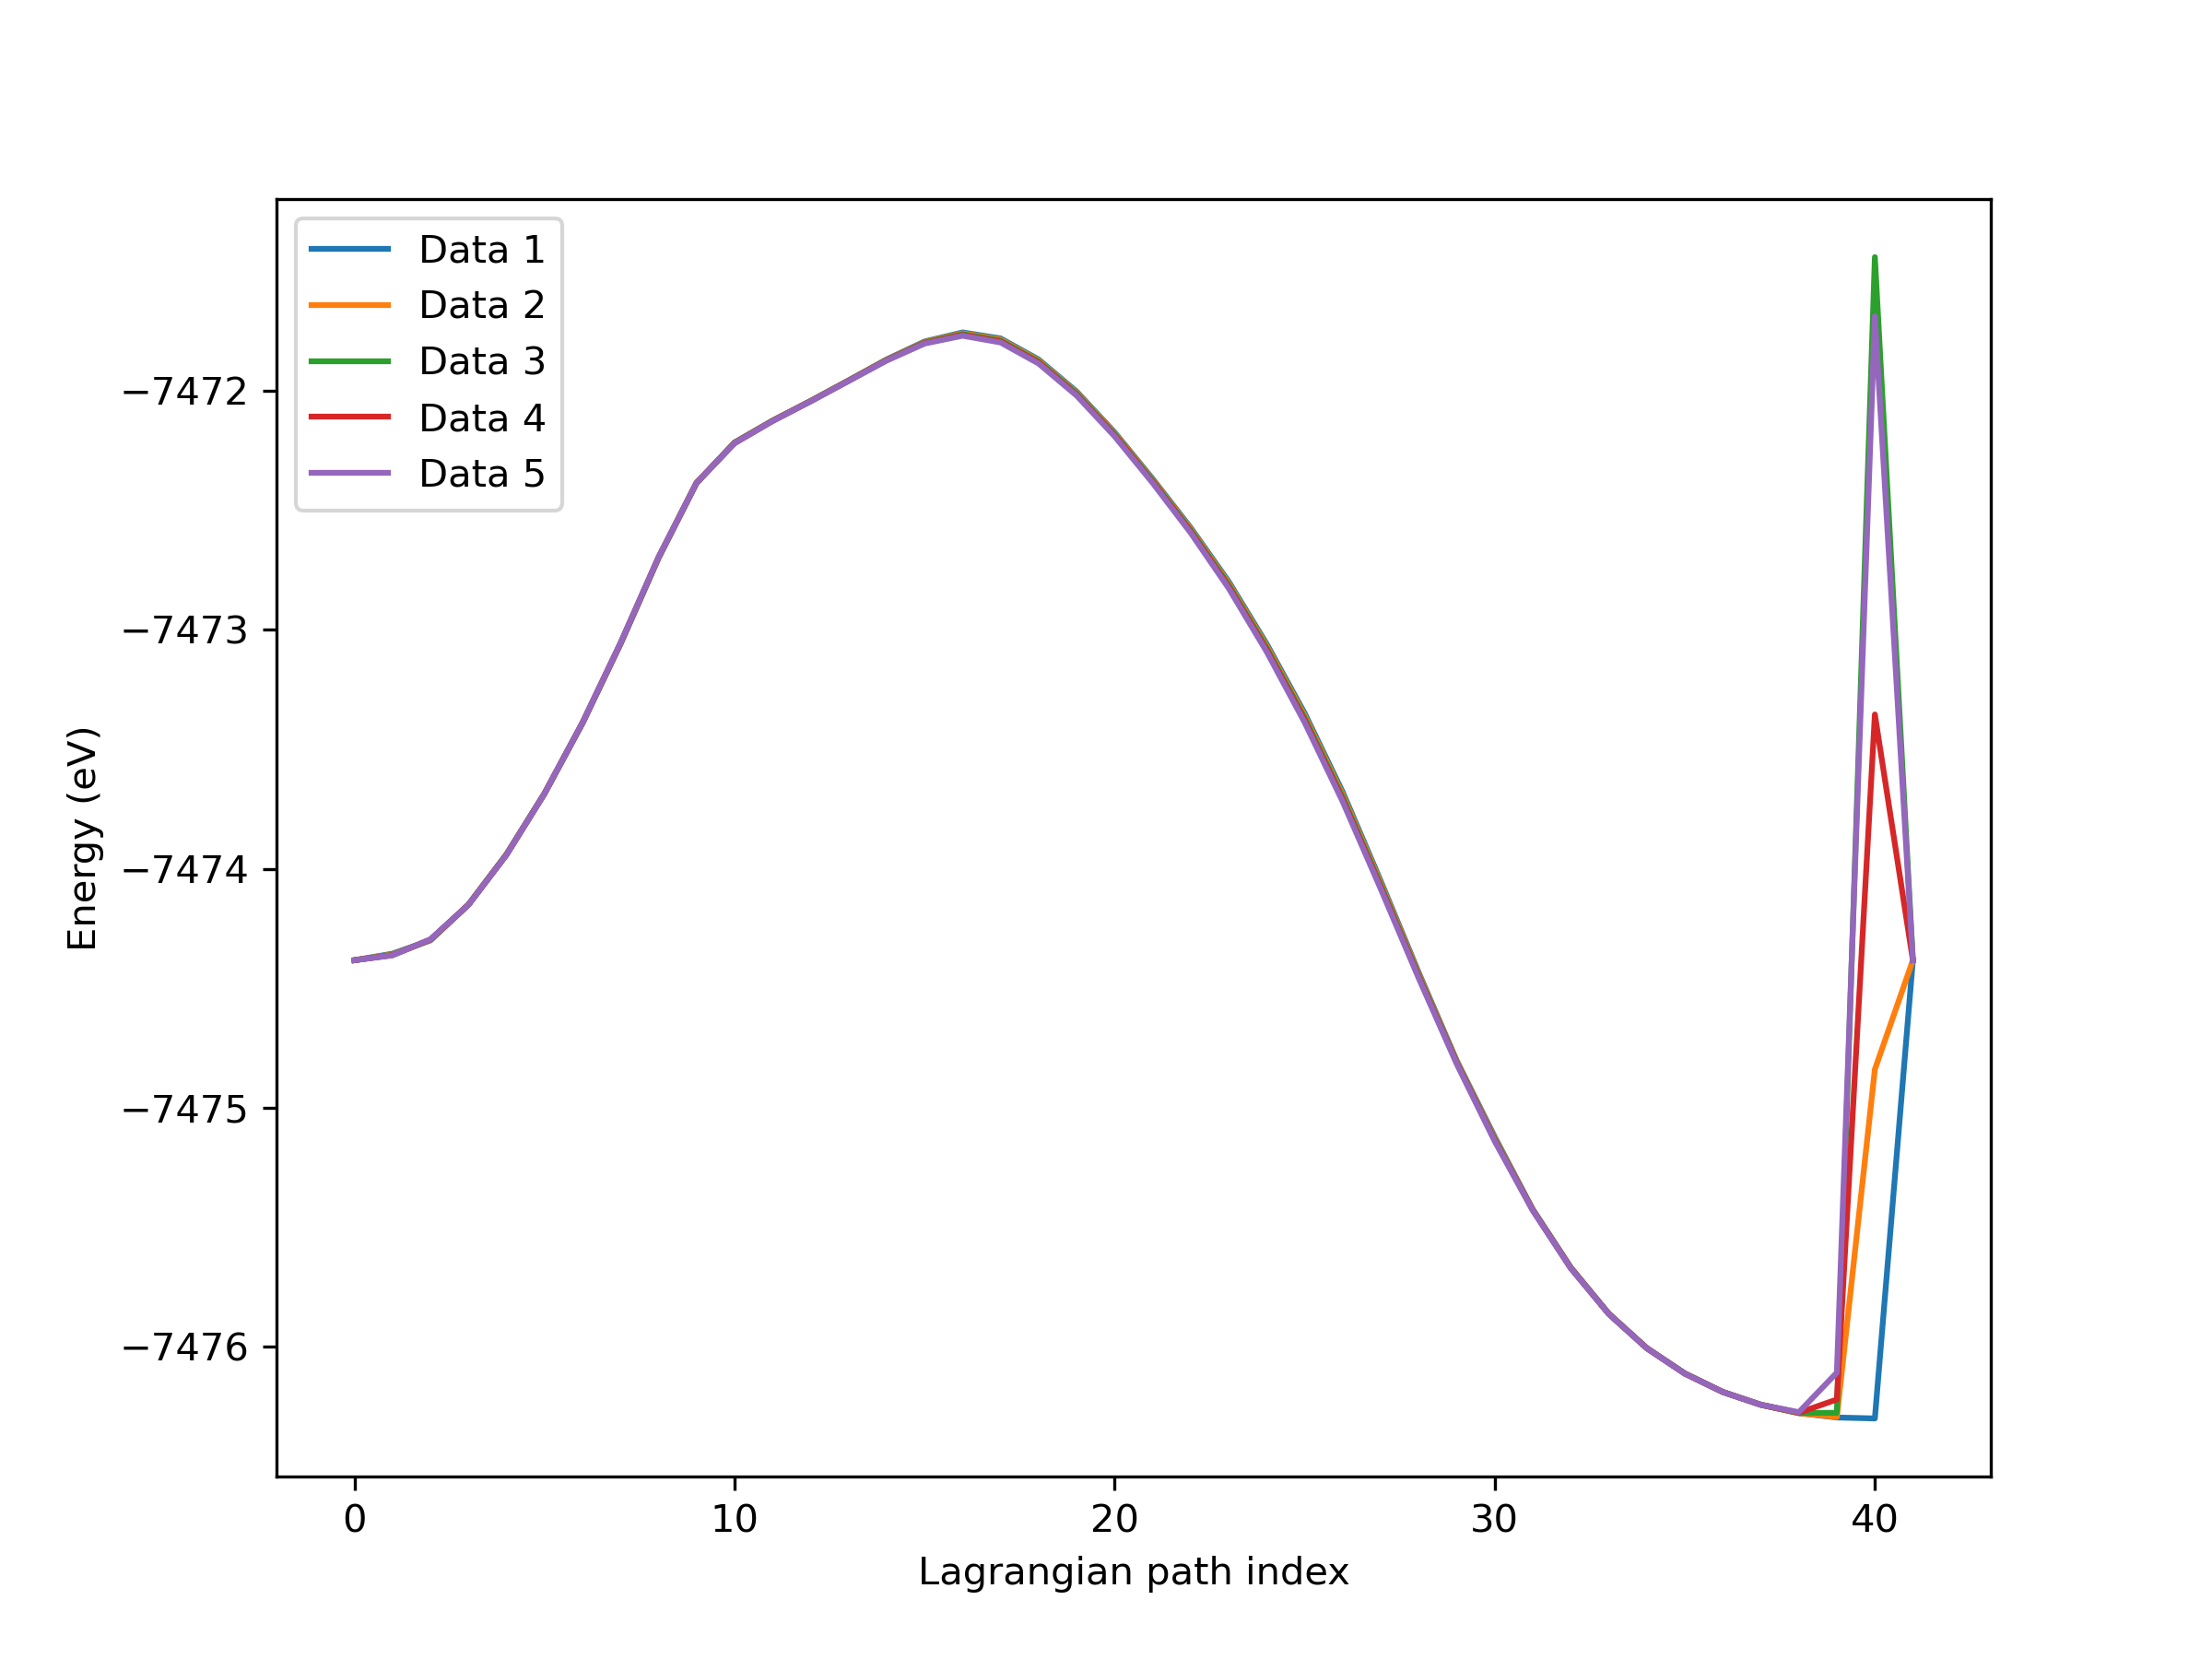 Data 1
Data 2
Data 3
Data 4
Data 5
−7472
−7473
−7474
−7475
−7476
Energy (eV)
0 10 20 30 40
Lagrangian path index